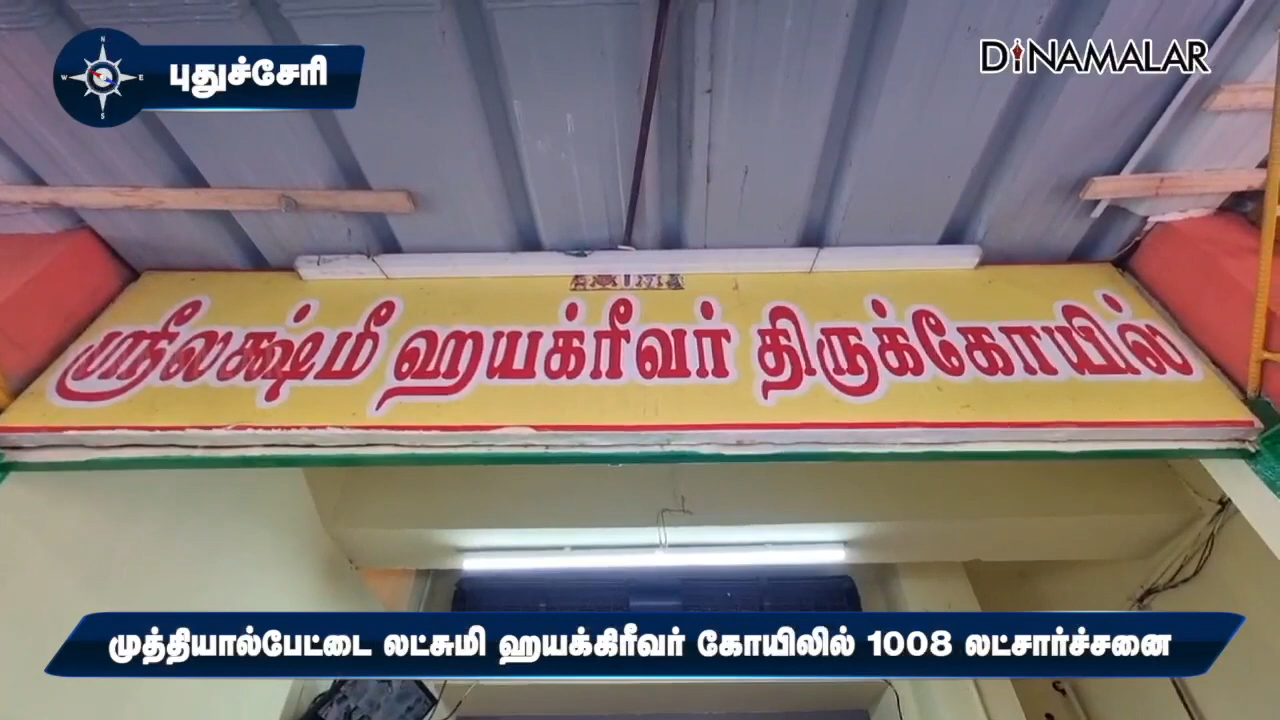 புதுச்சேரி
DINAMALAR
ஸ்ரீலக்ஷ்மீ ஹயக்ரீவர் திருக்கோயில்
முத்தியால்பேட்டை லட்சுமி ஹயக்கிரீவர் கோயிலில் 1008 லட்சார்ச்சனை